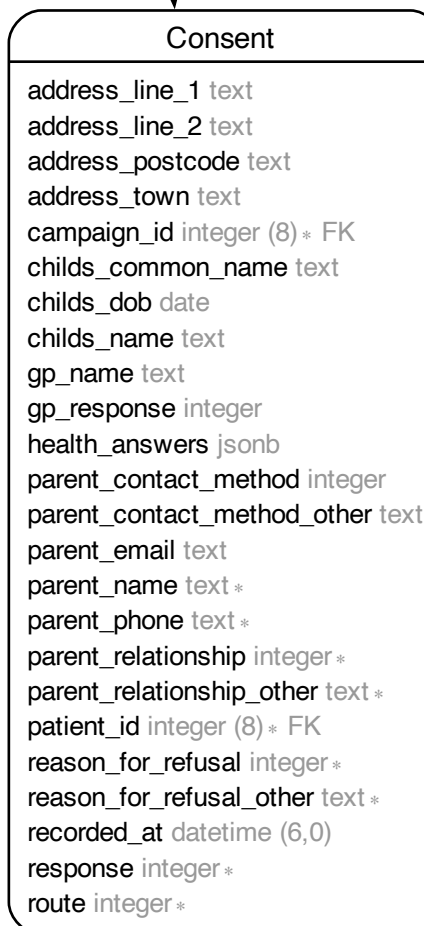 Consent
address_line_1 text
address_line_2 text
address_postcode text
address_town text
campaign_id integer (8) * FK
childs_common_name text
childs_dob date
childs_name text
gp_name text
gp_response integer
health_answers jsonb
parent_contact_method integer
parent_contact_method_other text
parent_email text
parent_name text *
parent_phone text *
parent_relationship integer *
parent_relationship_other text *
patient_id integer (8) * FK
reason_for_refusal integer *
reason_for_refusal_other text *
recorded_at datetime (6,0)
response integer *
route integer *